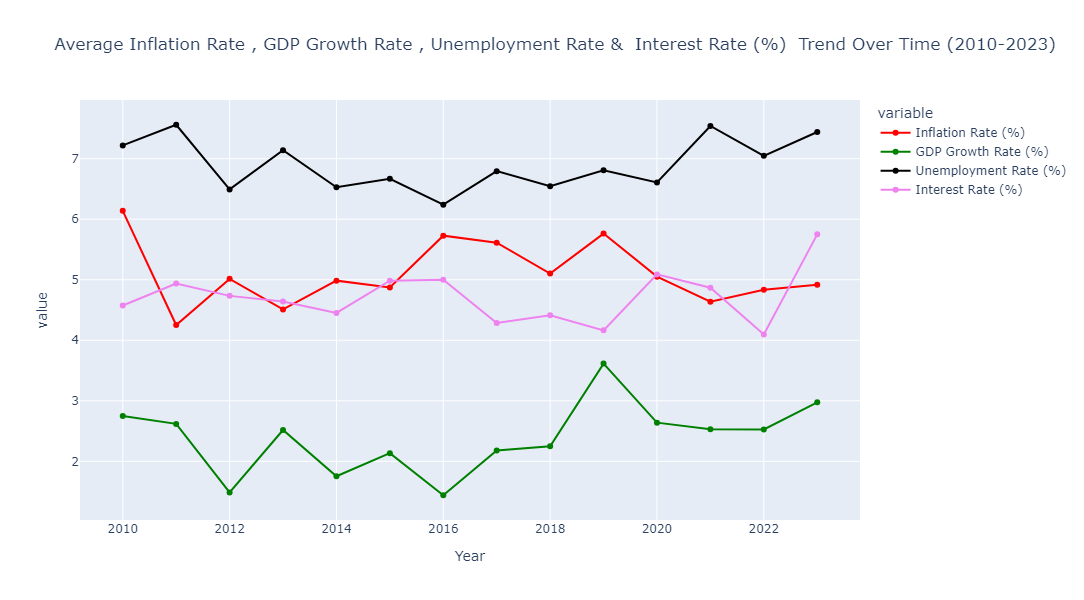 Average Inflation Rate , GDP Growth Rate , Unemployment Rate &  Interest Rate (%)  Trend Over Time (2010-2023)
variable
Inflation Rate (%)
GDP Growth Rate (%)
Unemployment Rate (%)
Interest Rate (%)
value
7
6
5
4
3
2
2010 2012 2014 2016 2018 2020 2022
Year